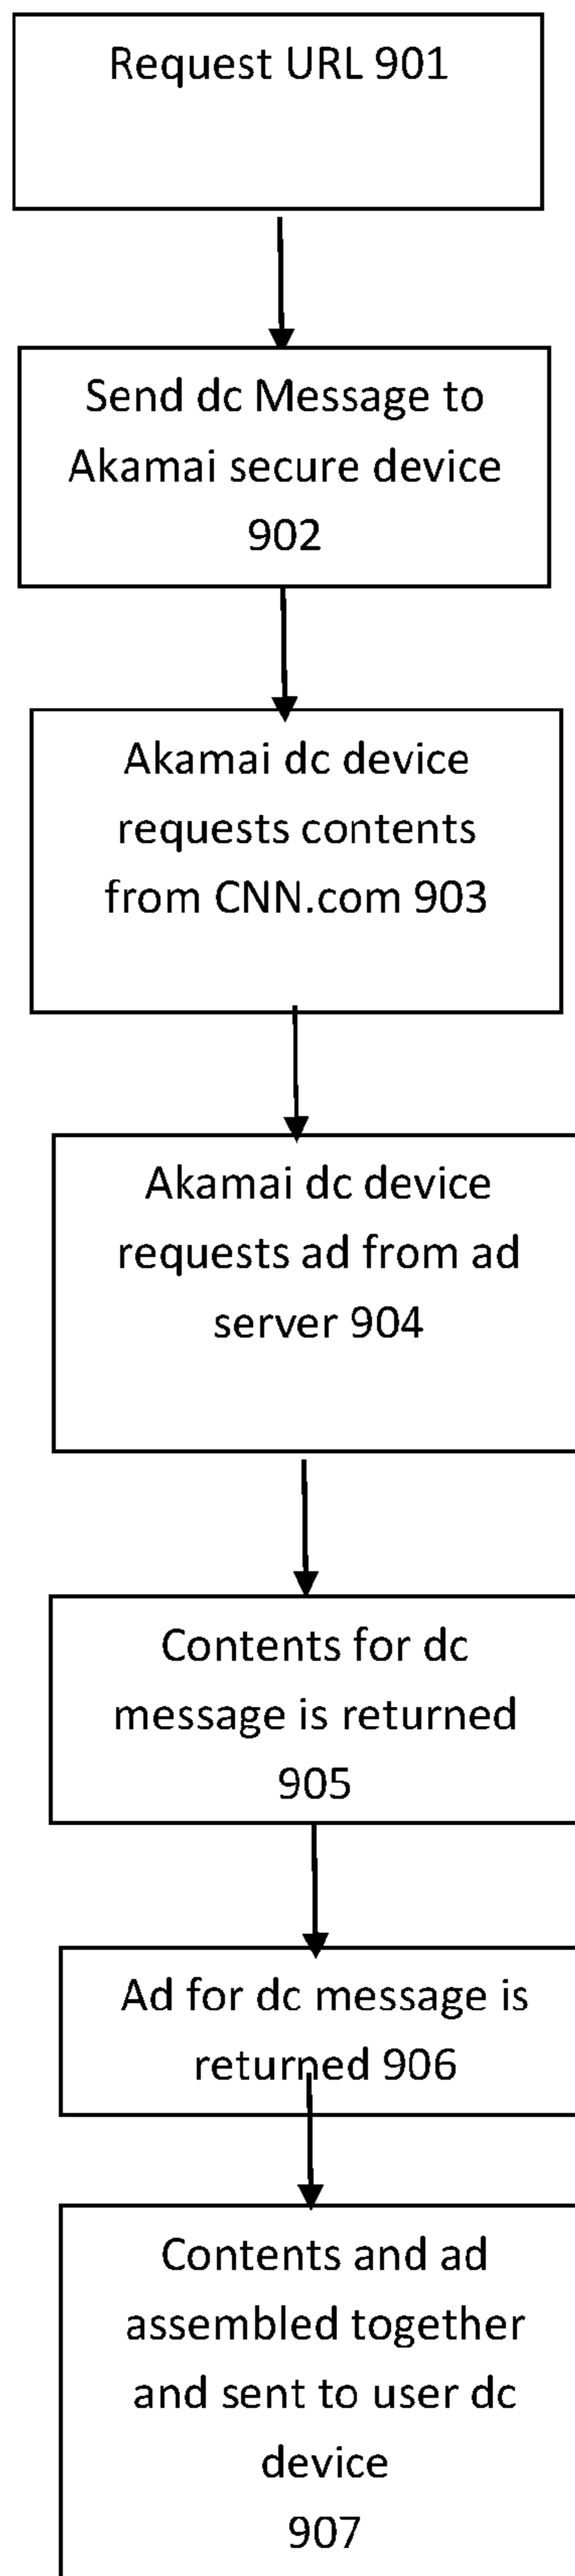 Request URL 901
Send dc Message to
Akamai secure device
902
Akamai dc device
requests contents
from CNN.com 903
Akamai dc device
requests ad from ad
server 904
Contents for dc
message is returned
905
Ad for dc message is
returned 906
Contents and ad
assembled together
and sent to user dc
device
907